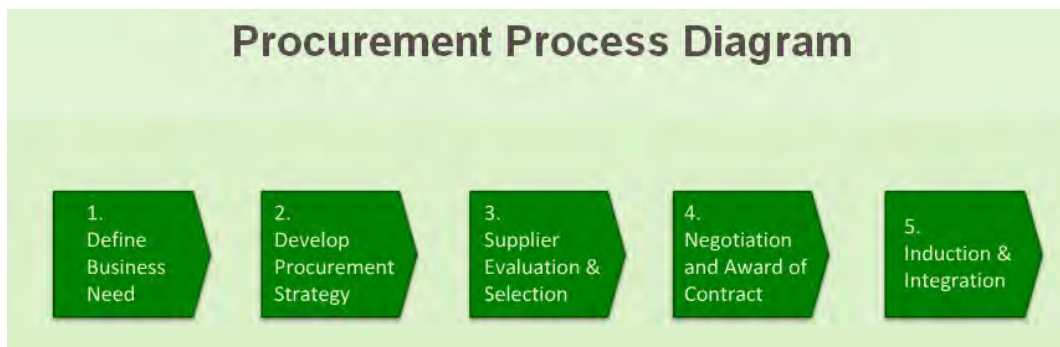 Procurement Process Diagram
1.
Define
Business
Need
2.
Develop
Procurement
Strategy
3.
Supplier
Evaluation &
Selection
4.
Negotiation
and Award of
Contract
5.
Induction &
Integration